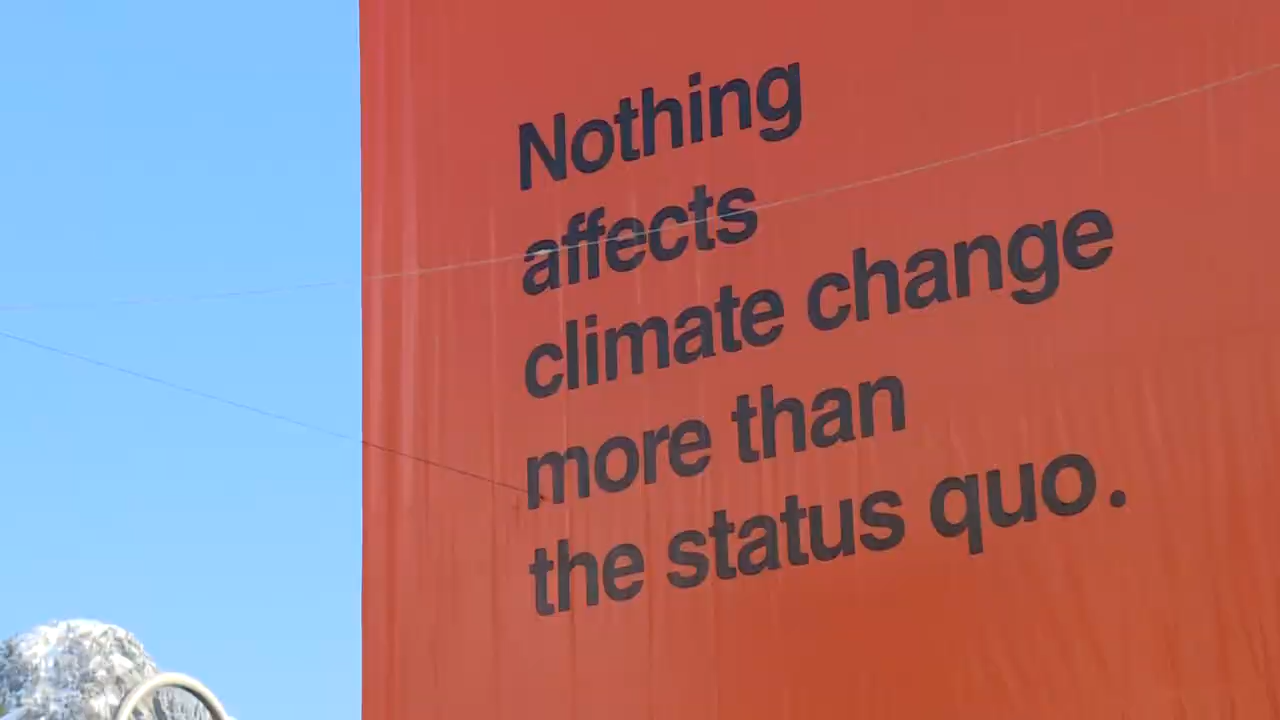 Nothing
affects
climate change
more than
the status quo.